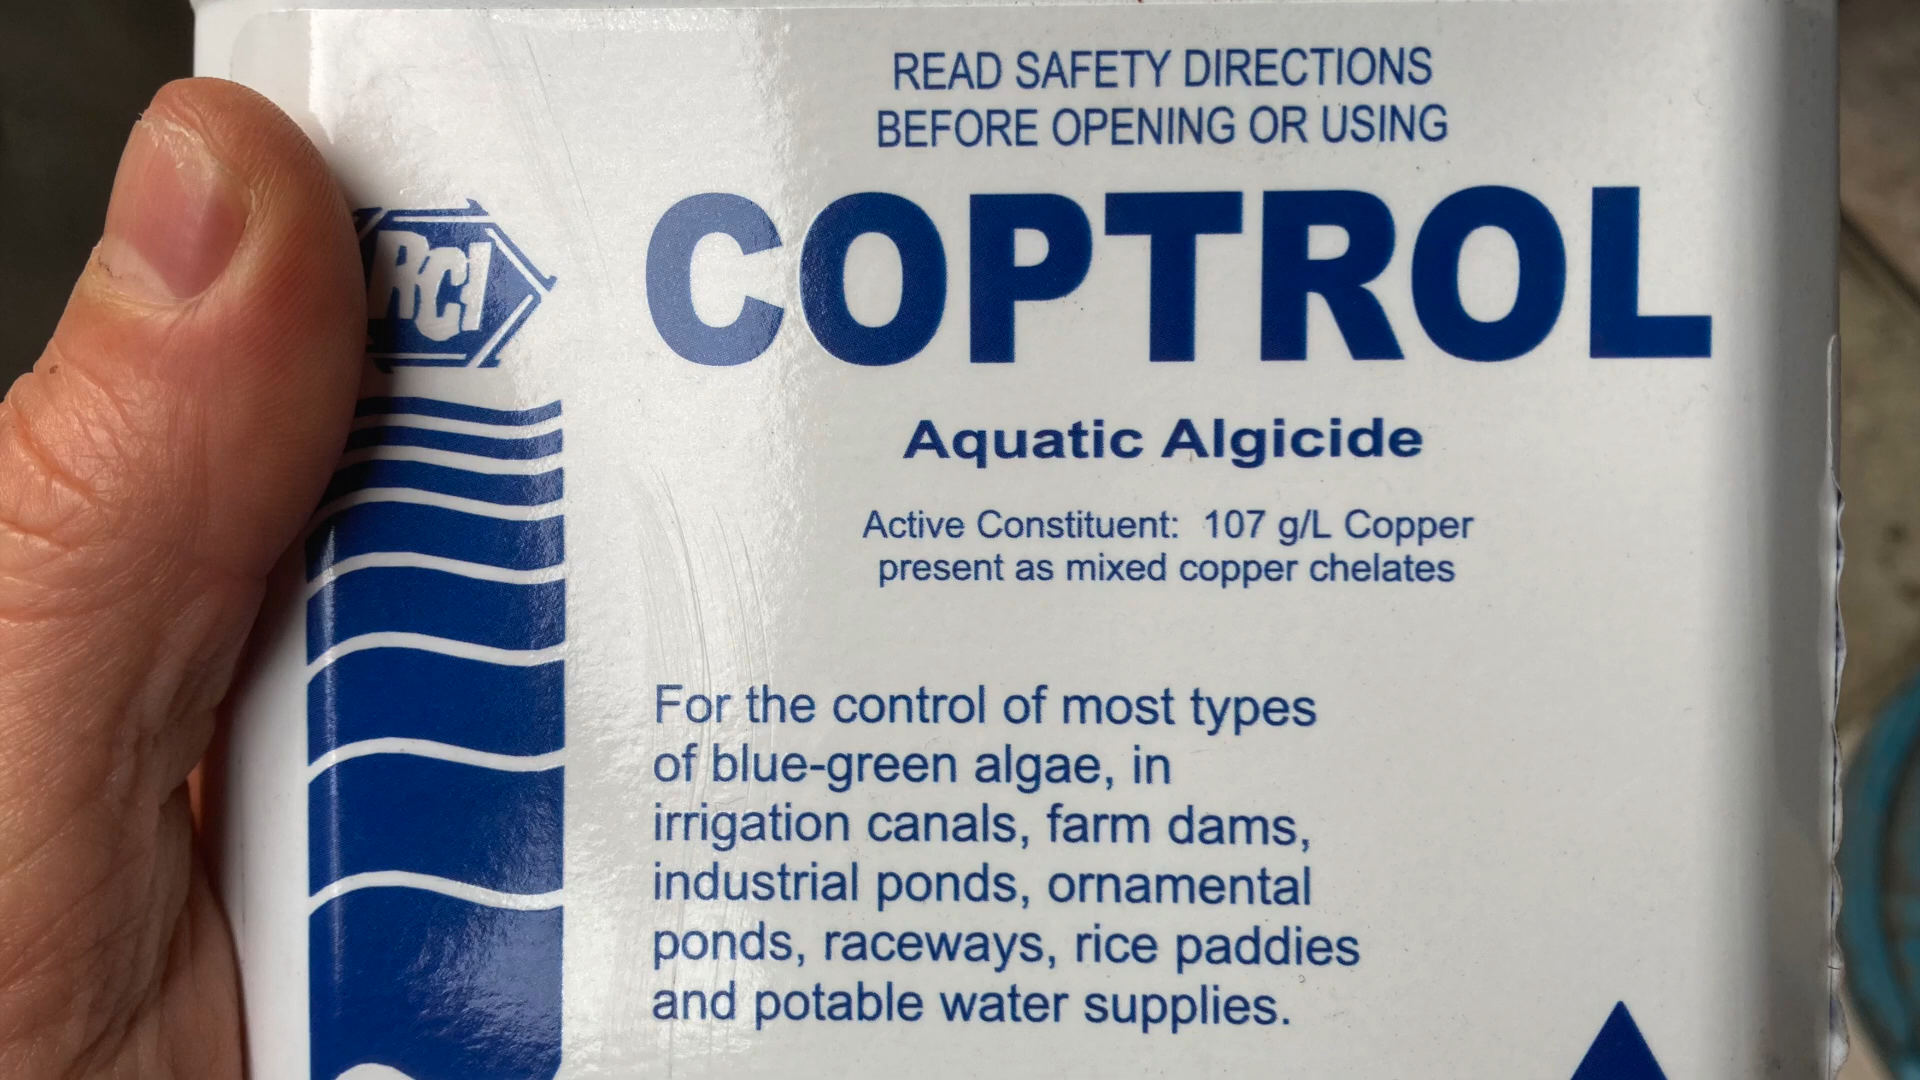 READ SAFETY DIRECTIONS
BEFORE OPENING OR USING
RCI
COPTROL
Aquatic Algicide
Active Constituent: 107 g/L Copper
present as mixed copper chelates
For the control of most types
of blue-green algae, in
irrigation canals, farm dams,
industrial ponds, ornamental
ponds, raceways, rice paddies
and potable water supplies.